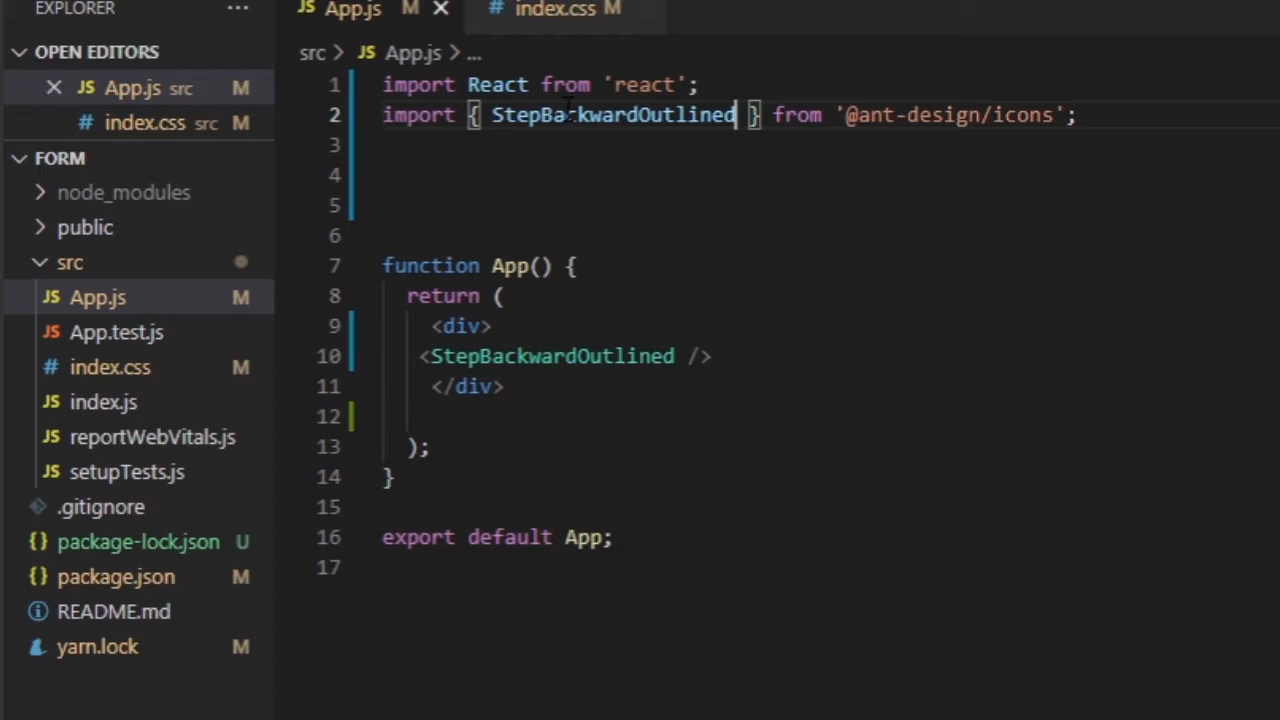 EXPLORER ...
JS App.js M
# index.css M
OPEN EDITORS
JS App.js src M
# index.css src M
FORM
node_modules
public
src
JS App.js M
JS App.test.js
# index.css M
JS index.js
JS reportWebVitals.js
JS setupTests.js
.gitignore
{} package-lock.json U
{} package.json M
README.md
yarn.lock M
src > JS App.js > ...
1 import React from 'react';
2 import { StepBackwardOutlined } from '@ant-design/icons';
3
4
5
6
7 function App() {
8 return (
9 <div>
10 <StepBackwardOutlined />
11 </div>
12
13 );
14 }
15
16 export default App;
17